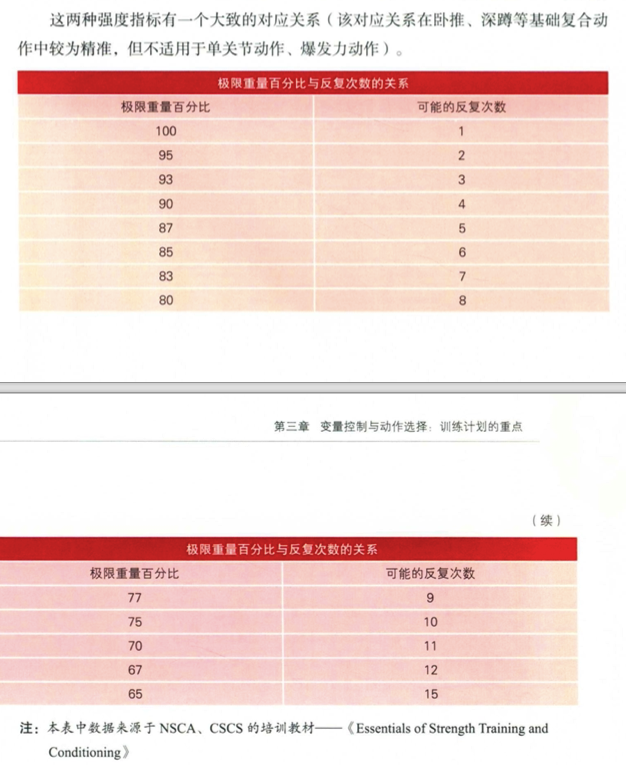 这两种强度指标有一个大致的对应关系（该对应关系在卧推、深蹲等基础复合动
作中较为精准，但不适用于单关节动作、爆发力动作）。
极限重量百分比与反复次数的关系
极限重量百分比 可能的反复次数
100 1
95 2
93 3
90 4
87 5
85 6
83 7
80 8
第三章 变量控制与动作选择：训练计划的重点
（续）
极限重量百分比与反复次数的关系
极限重量百分比 可能的反复次数
77 9
75 10
70 11
67 12
65 15
注：本表中数据来源于 NSCA、CSCS 的培训教材——《Essentials of Strength Training and
Conditioning》